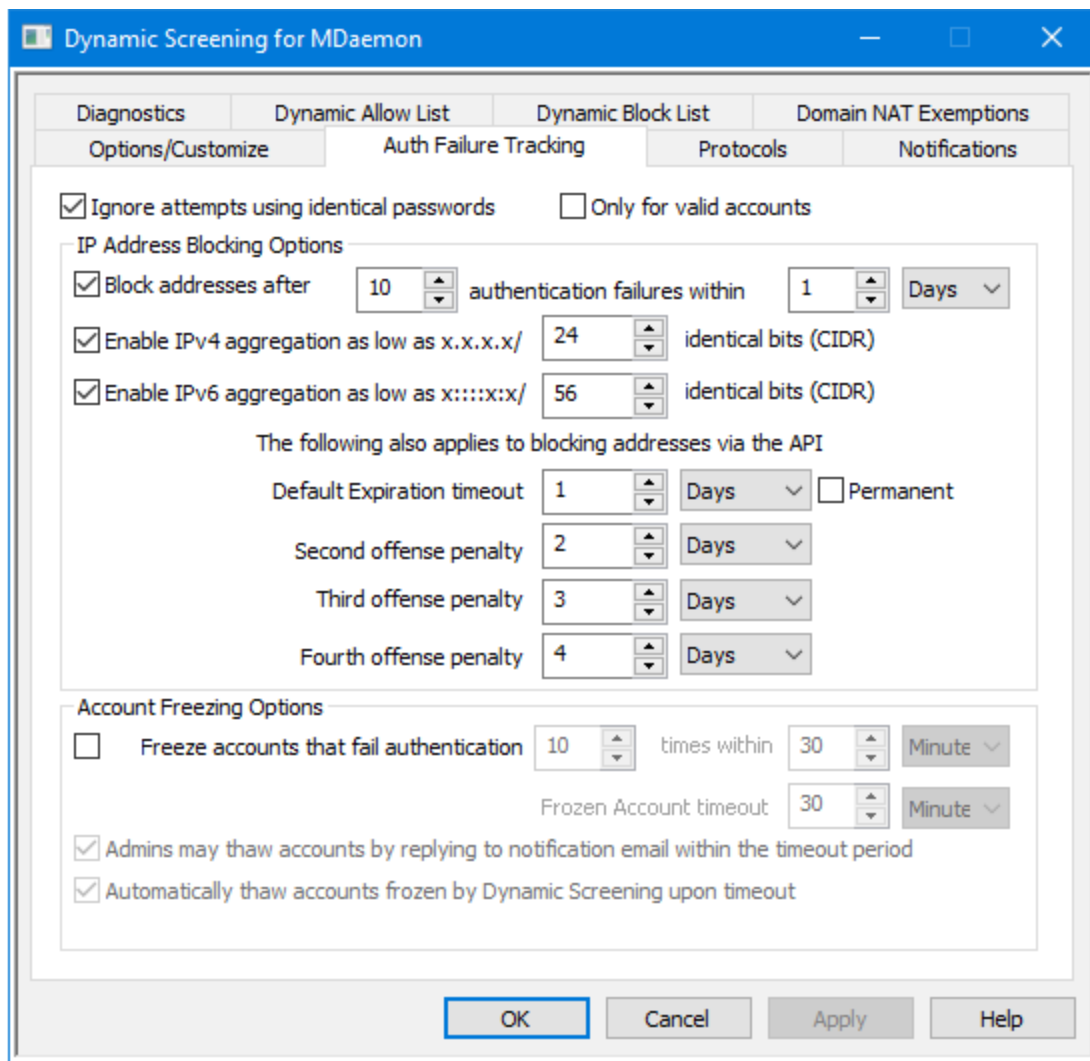 Dynamic Screening for MDaemon
Diagnostics Dynamic Allow List Dynamic Block List Domain NAT Exemptions
Options/Customize Auth Failure Tracking Protocols Notifications
Ignore attempts using identical passwords Only for valid accounts
IP Address Blocking Options
Block addresses after 10 authentication failures within 1 Days
Enable IPv4 aggregation as low as x.x.x.x/ 24 identical bits (CIDR)
Enable IPv6 aggregation as low as x::::x:x/ 56 identical bits (CIDR)
The following also applies to blocking addresses via the API
Default Expiration timeout 1 Days Permanent
Second offense penalty 2 Days
Third offense penalty 3 Days
Fourth offense penalty 4 Days
Account Freezing Options
Freeze accounts that fail authentication 10 times within 30 Minute
Frozen Account timeout 30 Minute
Admins may thaw accounts by replying to notification email within the timeout period
Automatically thaw accounts frozen by Dynamic Screening upon timeout
OK Cancel Apply Help